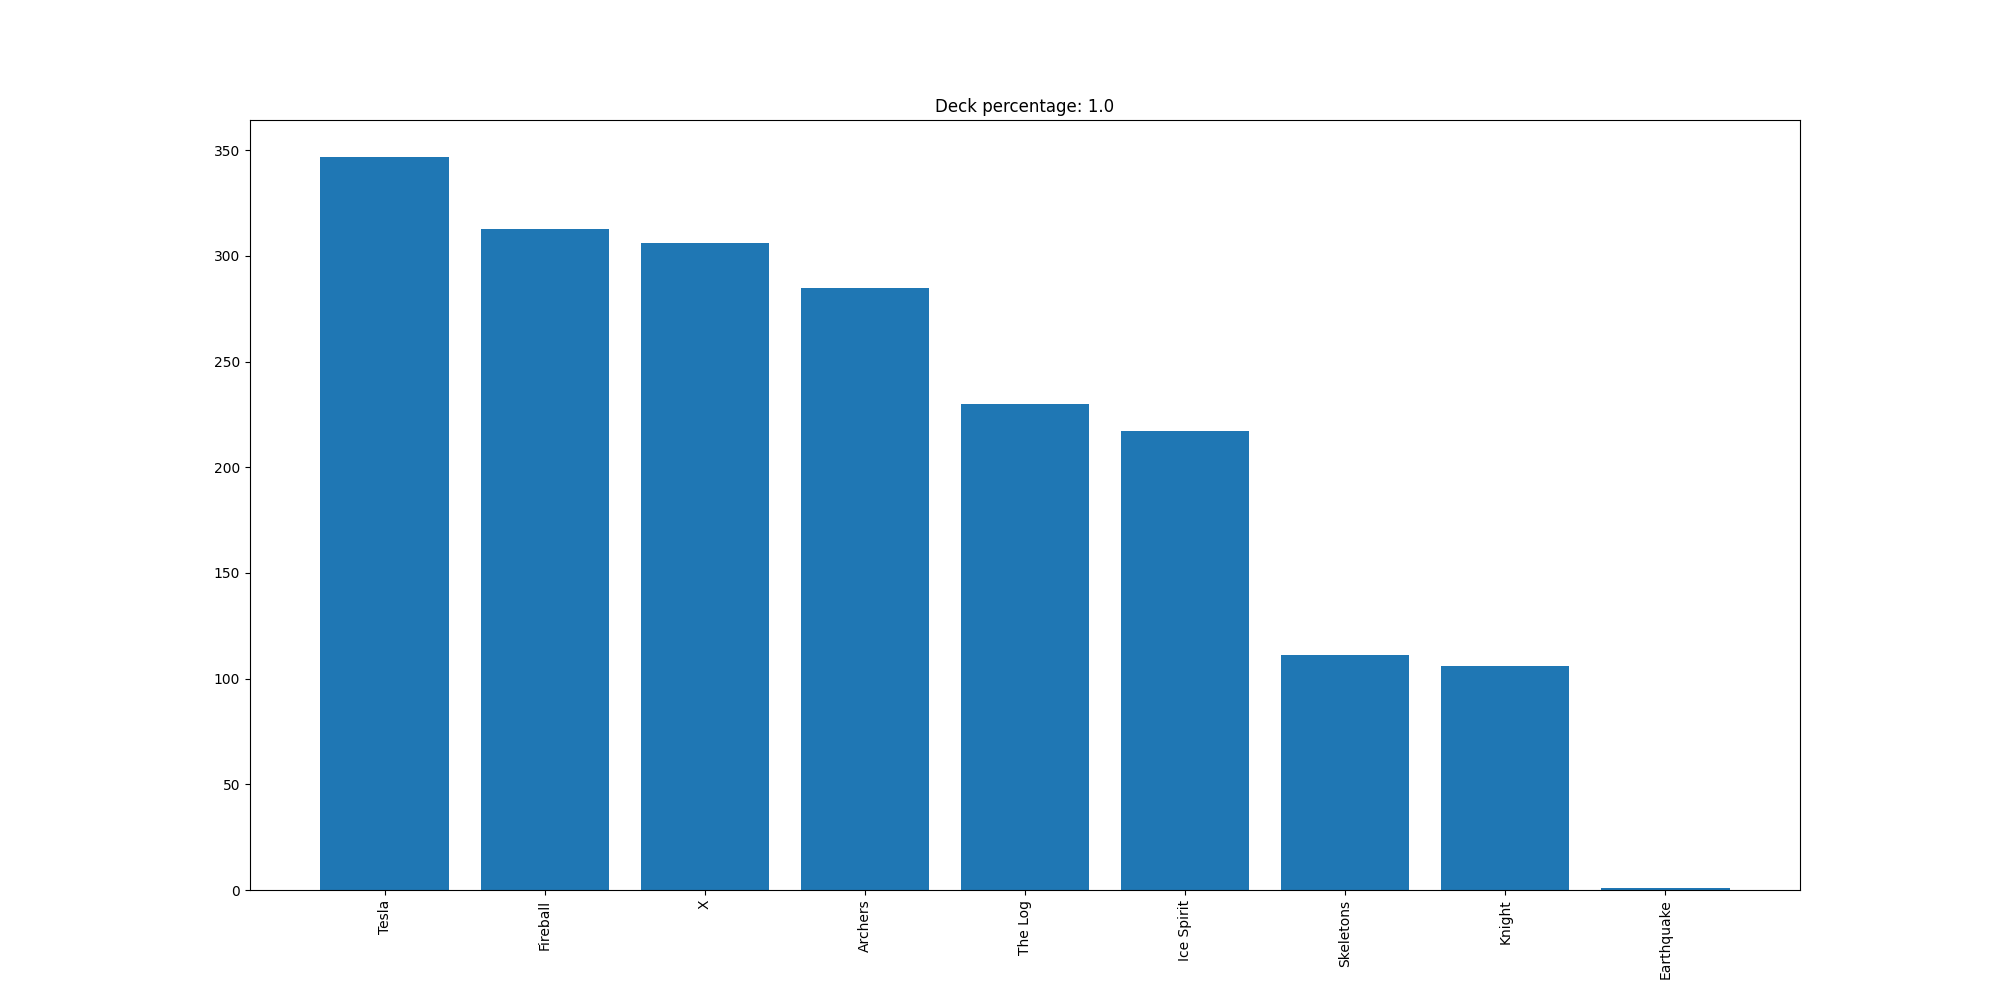 Deck percentage: 1.0
350
300
250
200
150
100
50
0
Tesla
Fireball
X
Archers
The Log
Ice Spirit
Skeletons
Knight
Earthquake